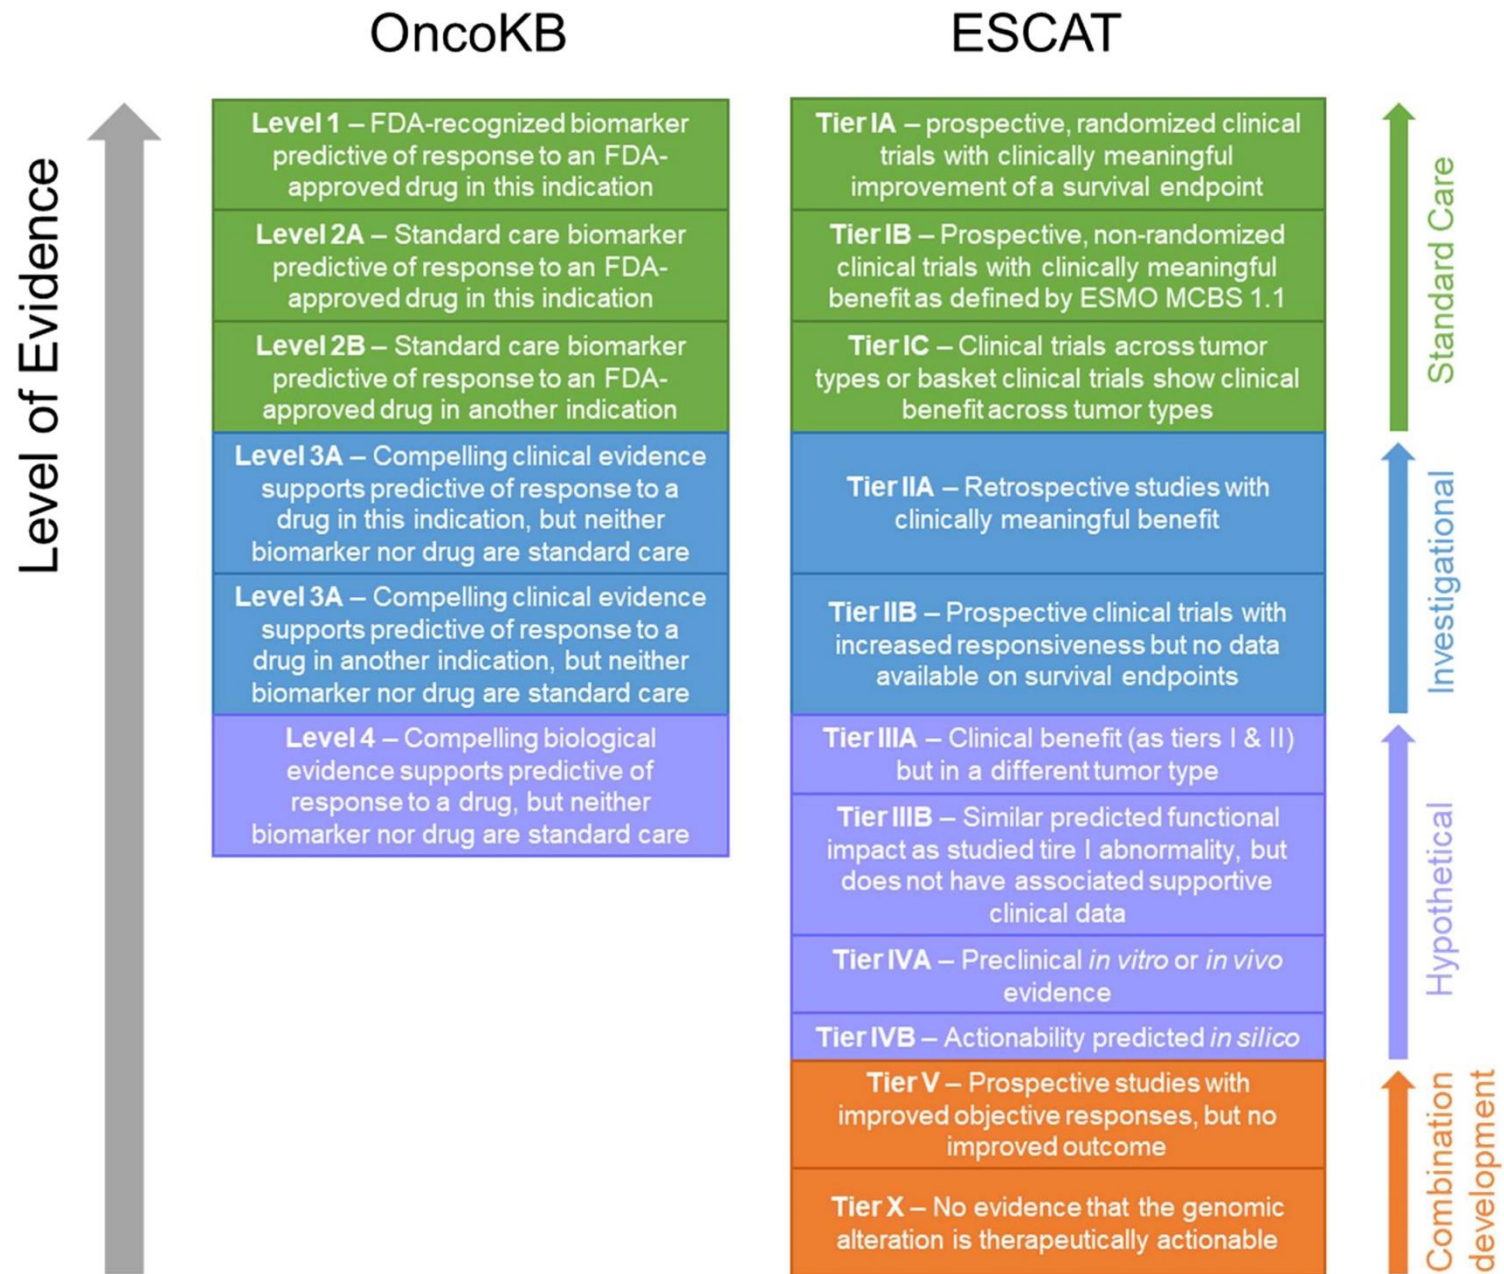 OncoKB
ESCAT
Level of Evidence
Level 1 – FDA-recognized biomarker
predictive of response to an FDA-
approved drug in this indication
Level 2A – Standard care biomarker
predictive of response to an FDA-
approved drug in this indication
Level 2B – Standard care biomarker
predictive of response to an FDA-
approved drug in another indication
Level 3A – Compelling clinical evidence
supports predictive of response to a
drug in this indication, but neither
biomarker nor drug are standard care
Level 3A – Compelling clinical evidence
supports predictive of response to a
drug in another indication, but neither
biomarker nor drug are standard care
Level 4 – Compelling biological
evidence supports predictive of
response to a drug, but neither
biomarker nor drug are standard care
Tier IA – prospective, randomized clinical
trials with clinically meaningful
improvement of a survival endpoint
Tier IB – Prospective, non-randomized
clinical trials with clinically meaningful
benefit as defined by ESMO MCBS 1.1
Tier IC – Clinical trials across tumor
types or basket clinical trials show clinical
benefit across tumor types
Tier IIA – Retrospective studies with
clinically meaningful benefit
Tier IIB – Prospective clinical trials with
increased responsiveness but no data
available on survival endpoints
Tier IIIA – Clinical benefit (as tiers I & II)
but in a different tumor type
Tier IIIB – Similar predicted functional
impact as studied tire I abnormality, but
does not have associated supportive
clinical data
Tier IVA – Preclinical in vitro or in vivo
evidence
Tier IVB – Actionability predicted in silico
Tier V – Prospective studies with
improved objective responses, but no
improved outcome
Tier X – No evidence that the genomic
alteration is therapeutically actionable
Standard Care
Investigational
Hypothetical
Combination
development